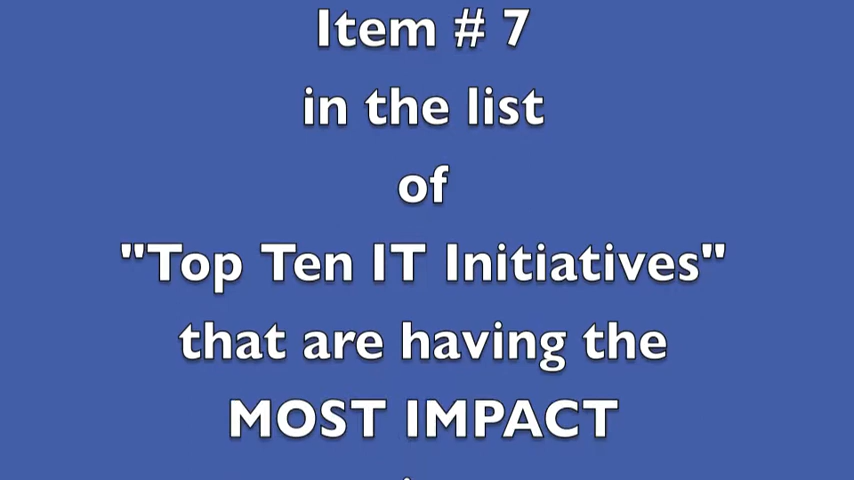 Item # 7
in the list
of
"Top Ten IT Initiatives"
that are having the
MOST IMPACT